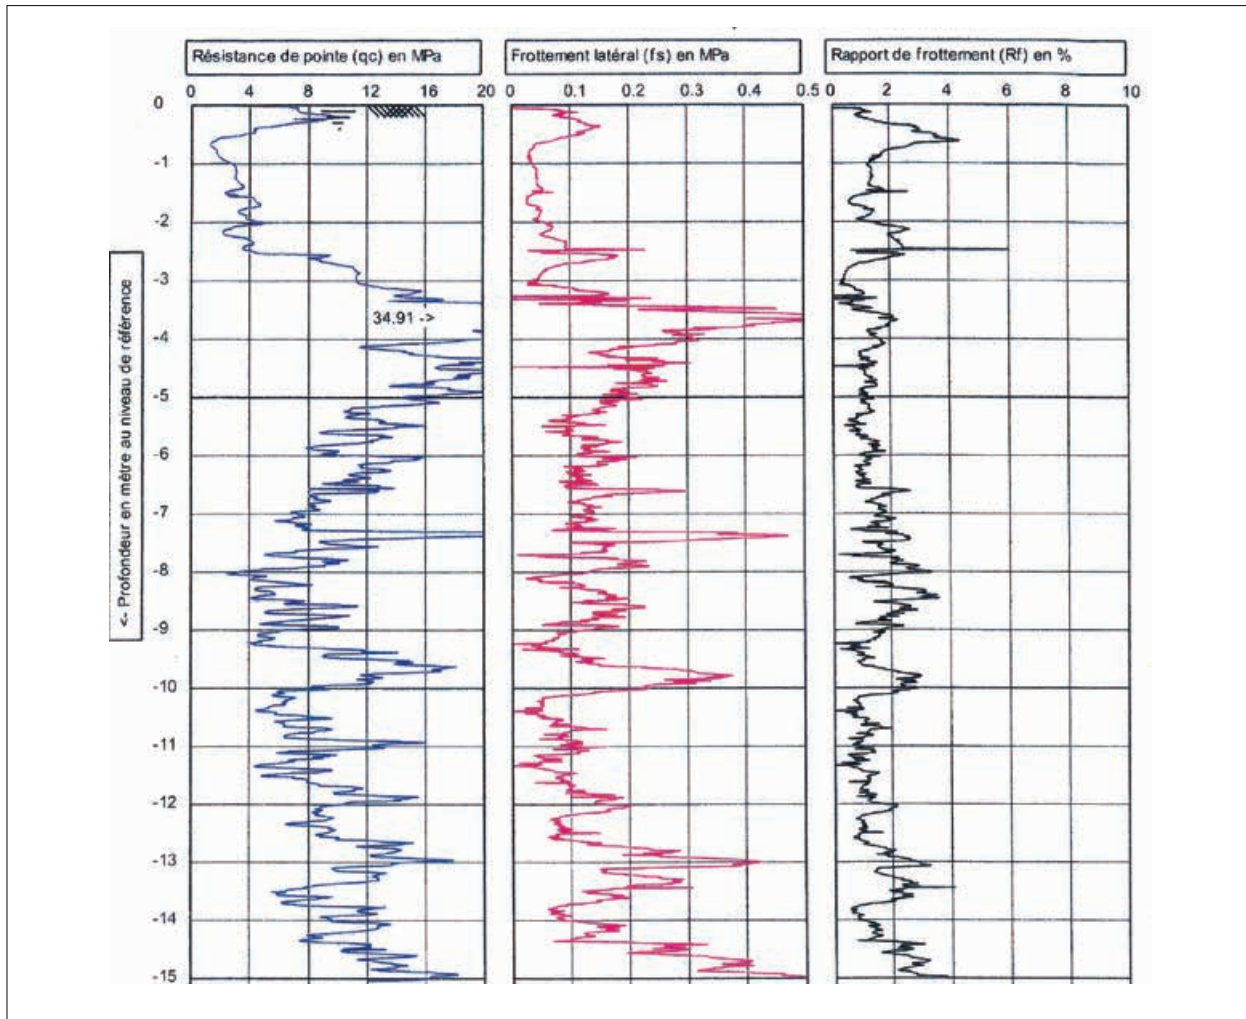 Résistance de pointe (qc) en MPa
Frottement latéral (fs) en MPa
Rapport de frottement (Rf) en %
0 4 8 12 16 20
0 0.1 0.2 0.3 0.4 0.5
0 2 4 6 8 10
0
-1
-2
-3
34.91 ->
-4
-5
-6
-7
-8
-9
-10
-11
-12
-13
-14
-15
<- Profondeur en mètre au niveau de référence